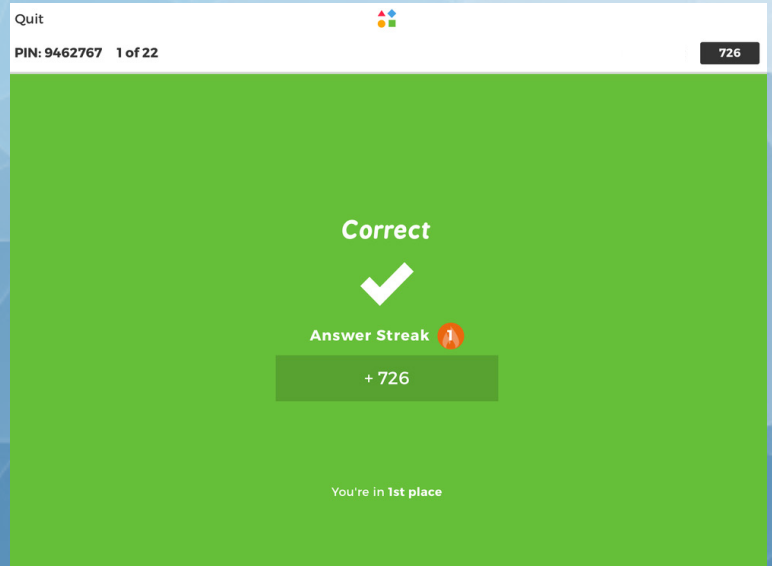 Quit
PIN: 9462767 1 of 22
726
Correct
Answer Streak 1
+ 726
You're in 1st place